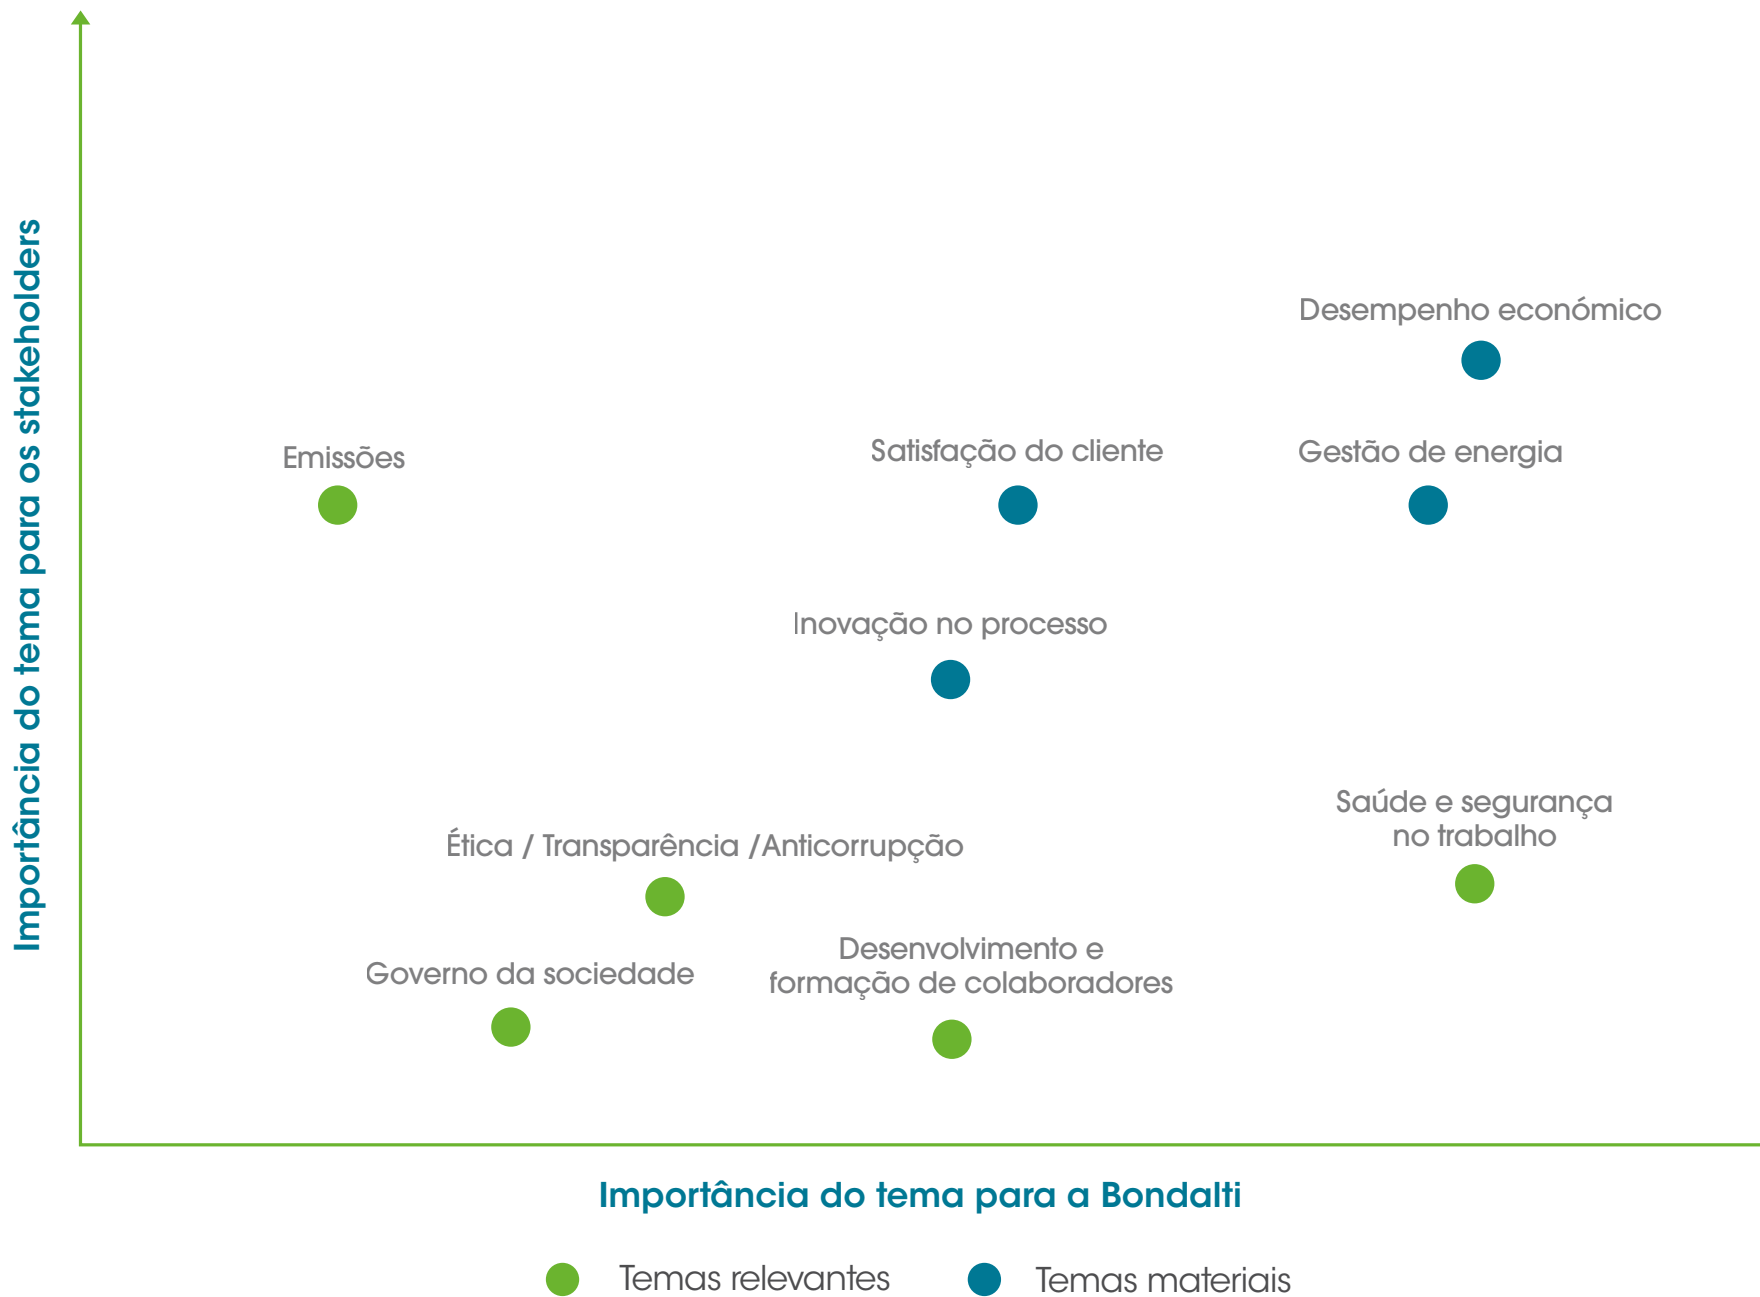 Importância do tema para os stakeholders
Desempenho económico
Emissões
Satisfação do cliente
Gestão de energia
Inovação no processo
Saúde e segurança
no trabalho
Ética / Transparência /Anticorrupção
Desenvolvimento e
formação de colaboradores
Governo da sociedade
Importância do tema para a Bondalti
Temas relevantes
Temas materiais